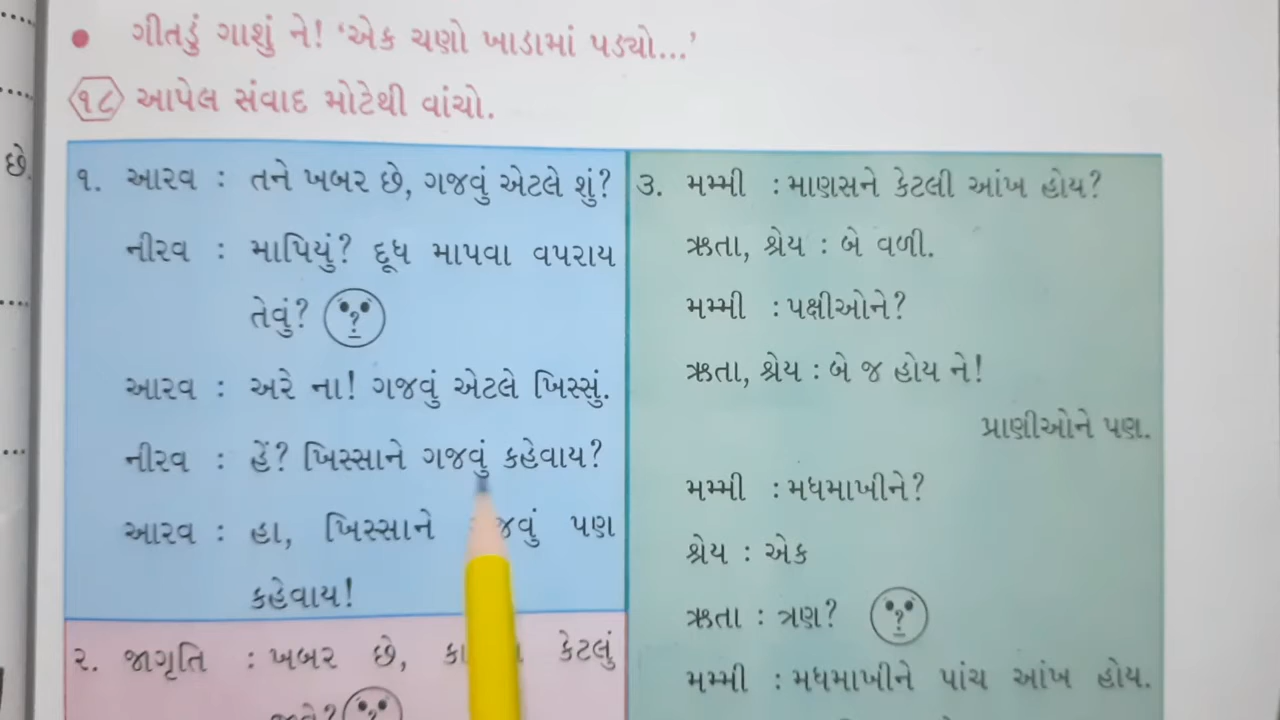 ● ગીતડું ગાશું ને! ‘એક ચણો ખાડામાં પડ્યો...’
૧૮ આપેલ સંવાદ મોટેથી વાંચો.
છે.
૧. આરવ : તને ખબર છે, ગજવું એટલે શું?
નીરવ : માપિયું? દૂધ માપવા વપરાય
તેવું?
આરવ : અરે ના! ગજવું એટલે ખિસ્સું.
નીરવ : હેં? ખિસ્સાને ગજવું કહેવાય?
આરવ : હા, ખિસ્સાને ગજવું પણ
કહેવાય!
૨. જાગૃતિ : ખબર છે, કેટલું
૩. મમ્મી : માણસને કેટલી આંખ હોય?
ઋતા, શ્રેય : બે વળી.
મમ્મી : પક્ષીઓને?
ઋતા, શ્રેય : બે જ હોય ને!
પ્રાણીઓને પણ.
મમ્મી : મધમાખીને?
શ્રેય : એક
ઋતા : ત્રણ?
મમ્મી : મધમાખીને પાંચ આંખ હોય.